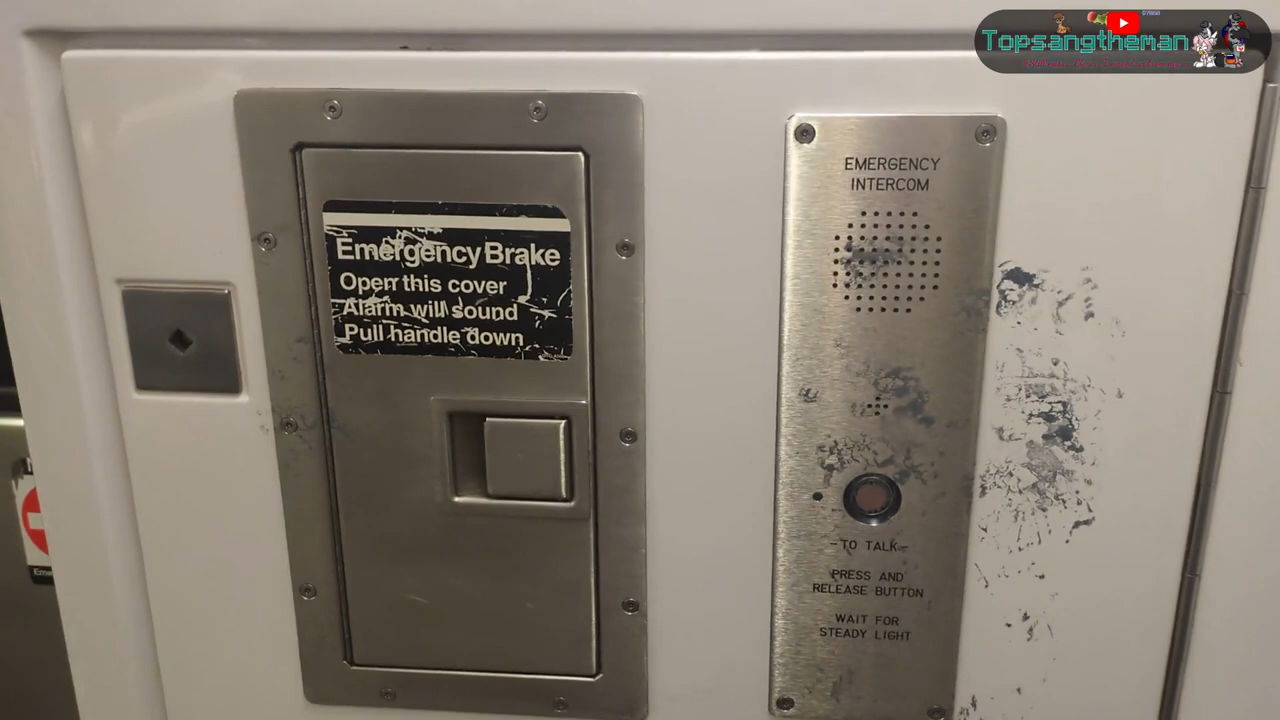 Topsangtheman
Emergency Brake
Open this cover
Alarm will sound
Pull handle down
EMERGENCY
INTERCOM
-TO TALK-
PRESS AND
RELEASE BUTTON
WAIT FOR
STEADY LIGHT